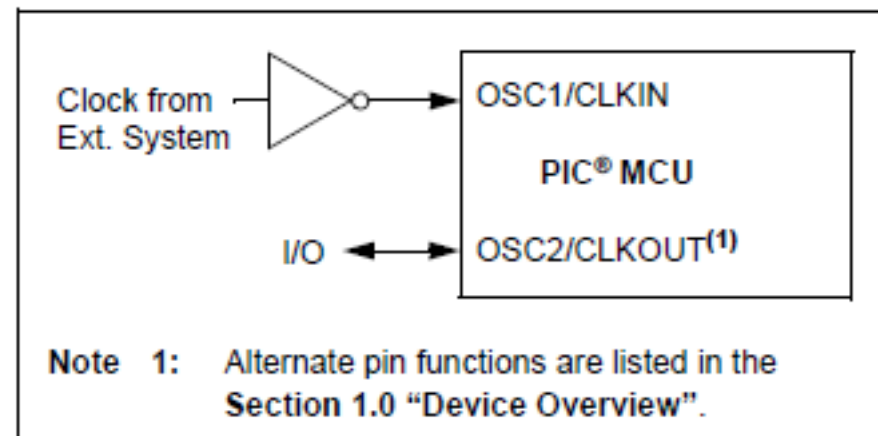 Clock from
Ext. System
OSC1/CLKIN
PIC® MCU
I/O
OSC2/CLKOUT(1)
Note 1: Alternate pin functions are listed in the
Section 1.0 “Device Overview”.